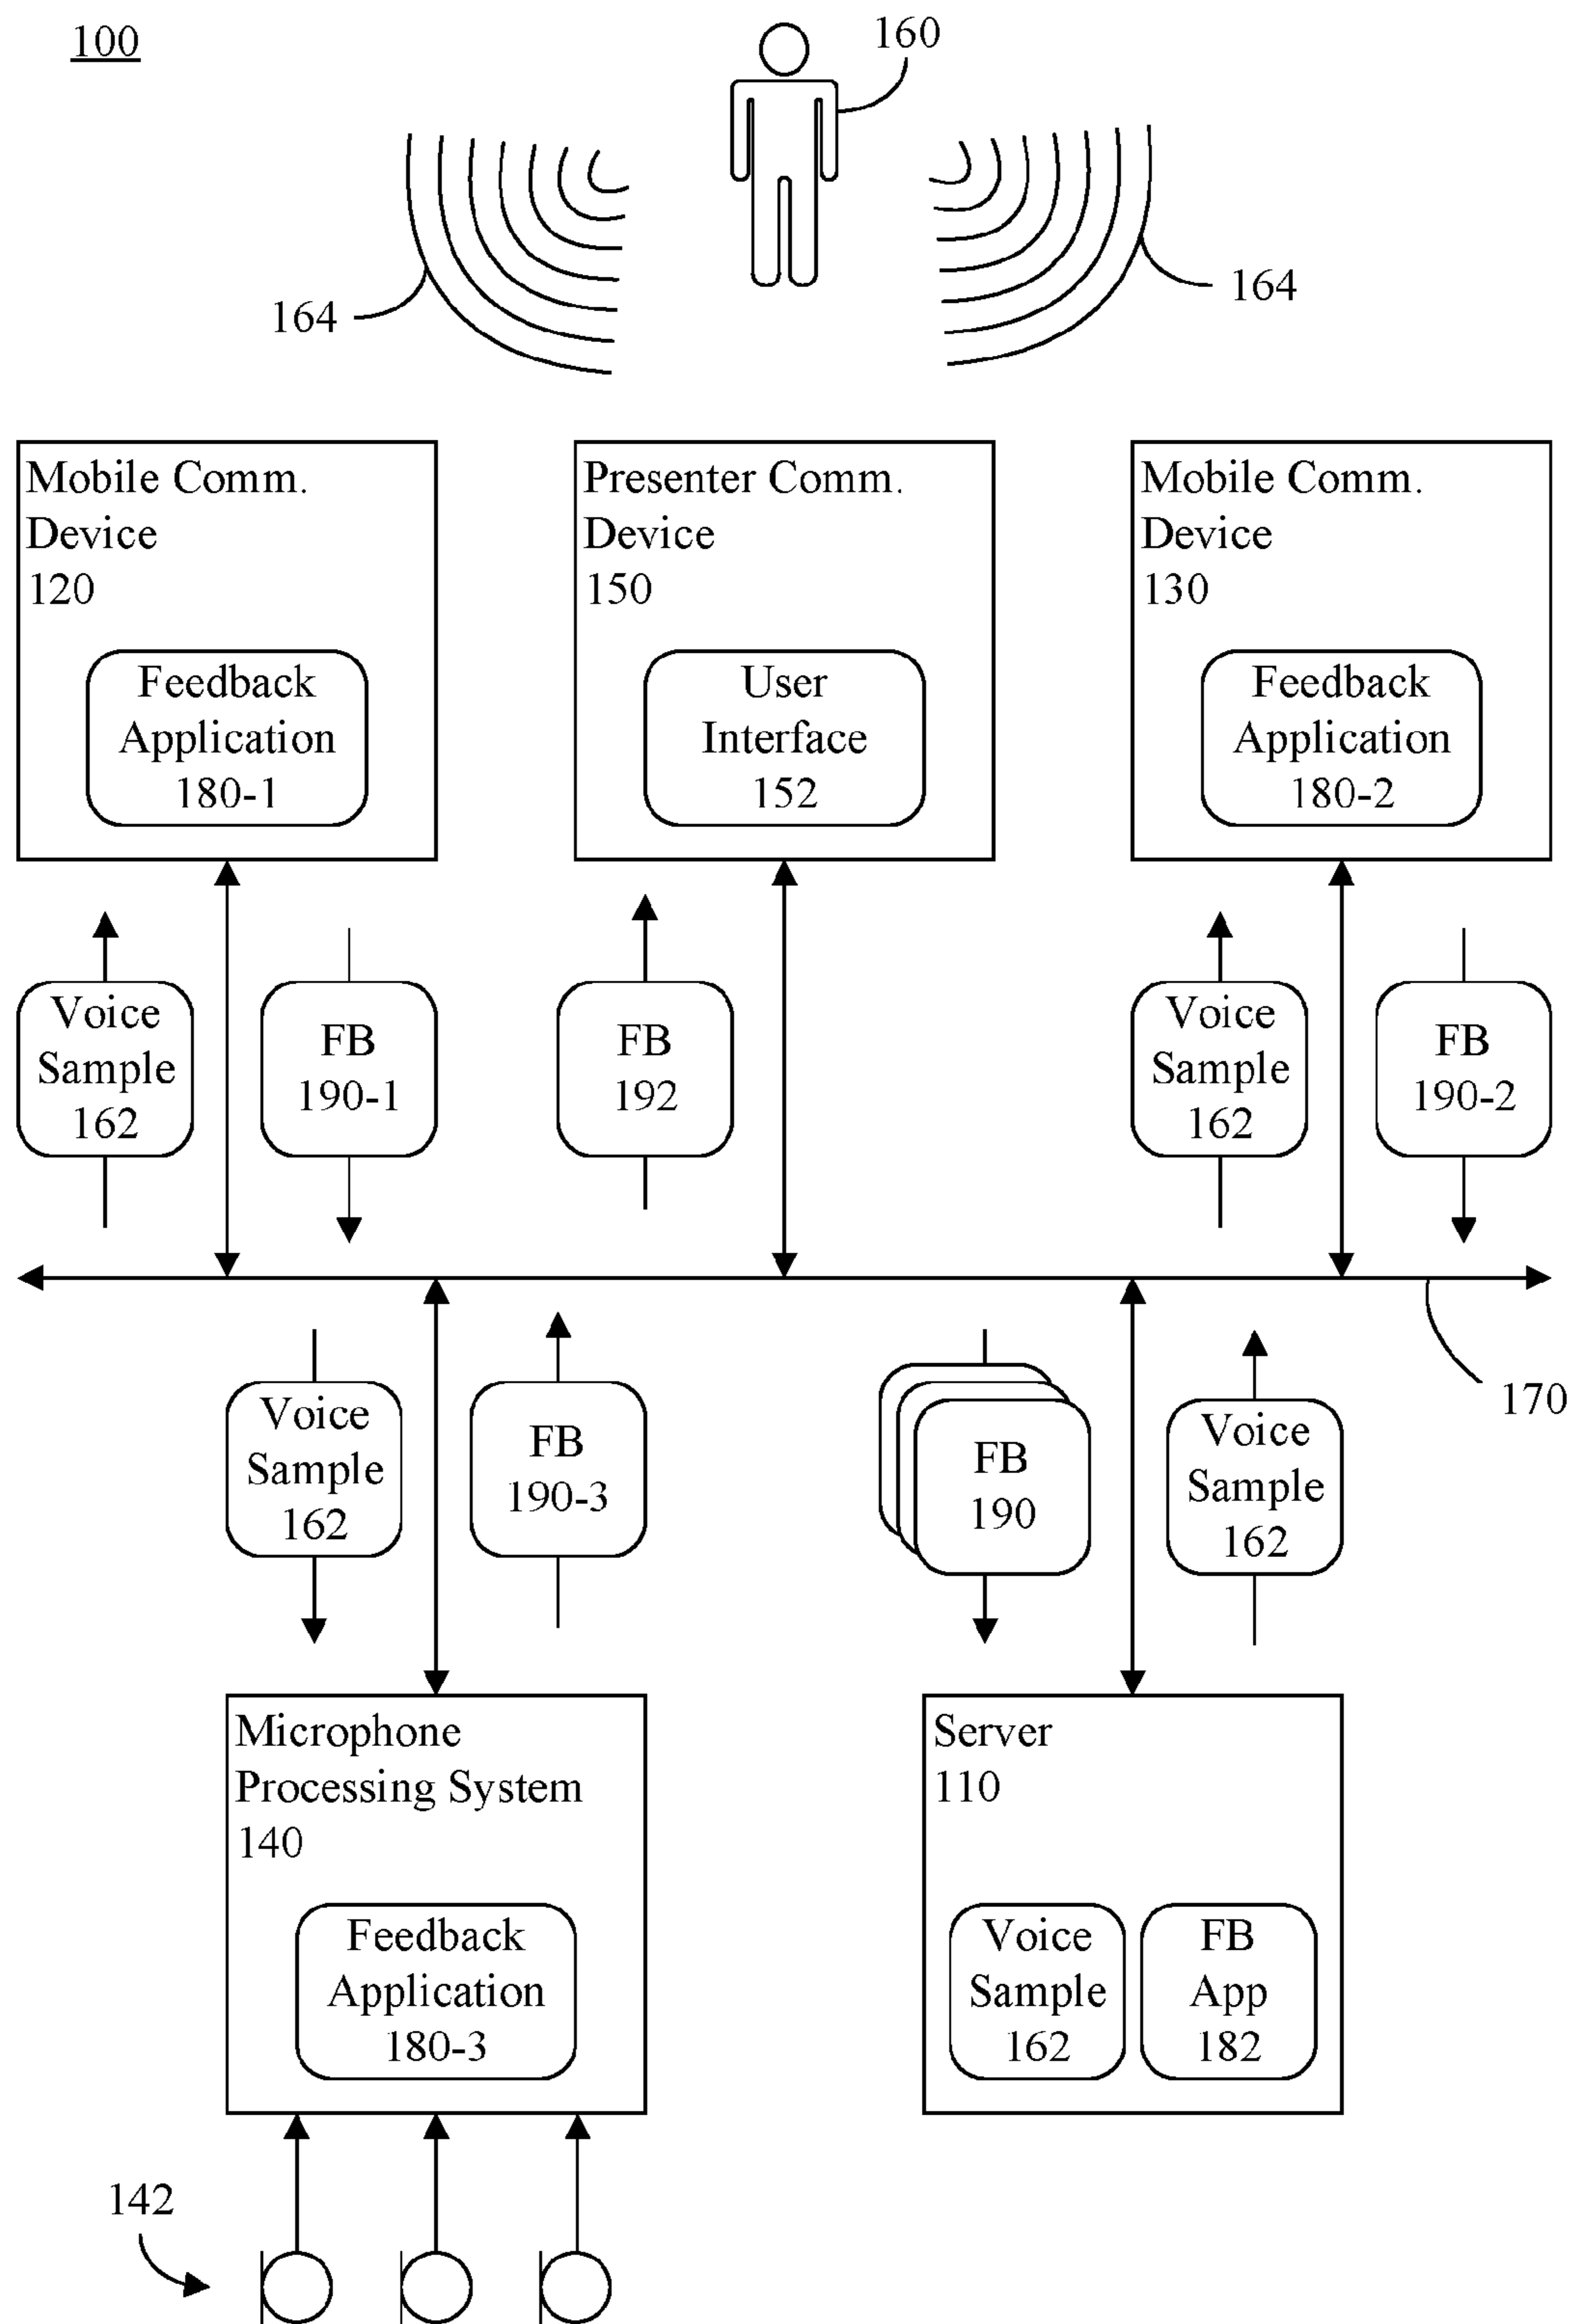 100
160
164
164
Mobile Comm.
Device
120
Feedback
Application
180-1
Presenter Comm.
Device
150
User
Interface
152
Mobile Comm.
Device
130
Feedback
Application
180-2
Voice
Sample
162
FB
190-1
FB
192
Voice
Sample
162
FB
190-2
170
Voice
Sample
162
FB
190-3
FB
190
Voice
Sample
162
Microphone
Processing System
140
Feedback
Application
180-3
Server
110
Voice
Sample
162
FB
App
182
142